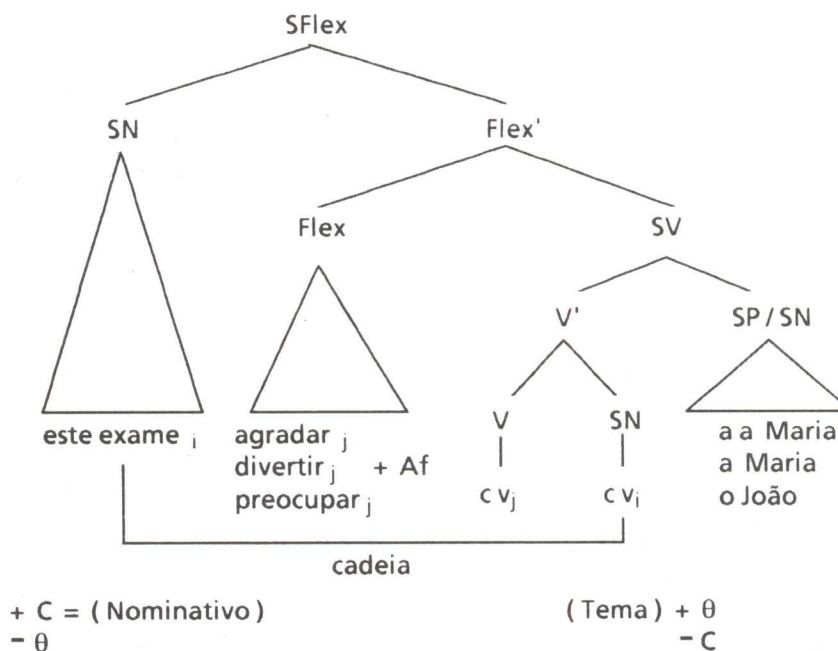 SFlex
SN Flex'
Flex SV
V' SP / SN
V SN
este exame i agradar j a a Maria
divertir j + Af a Maria
preocupar j c v j c v i o João
cadeia
+ C = ( Nominativo ) ( Tema ) + θ
- θ - C